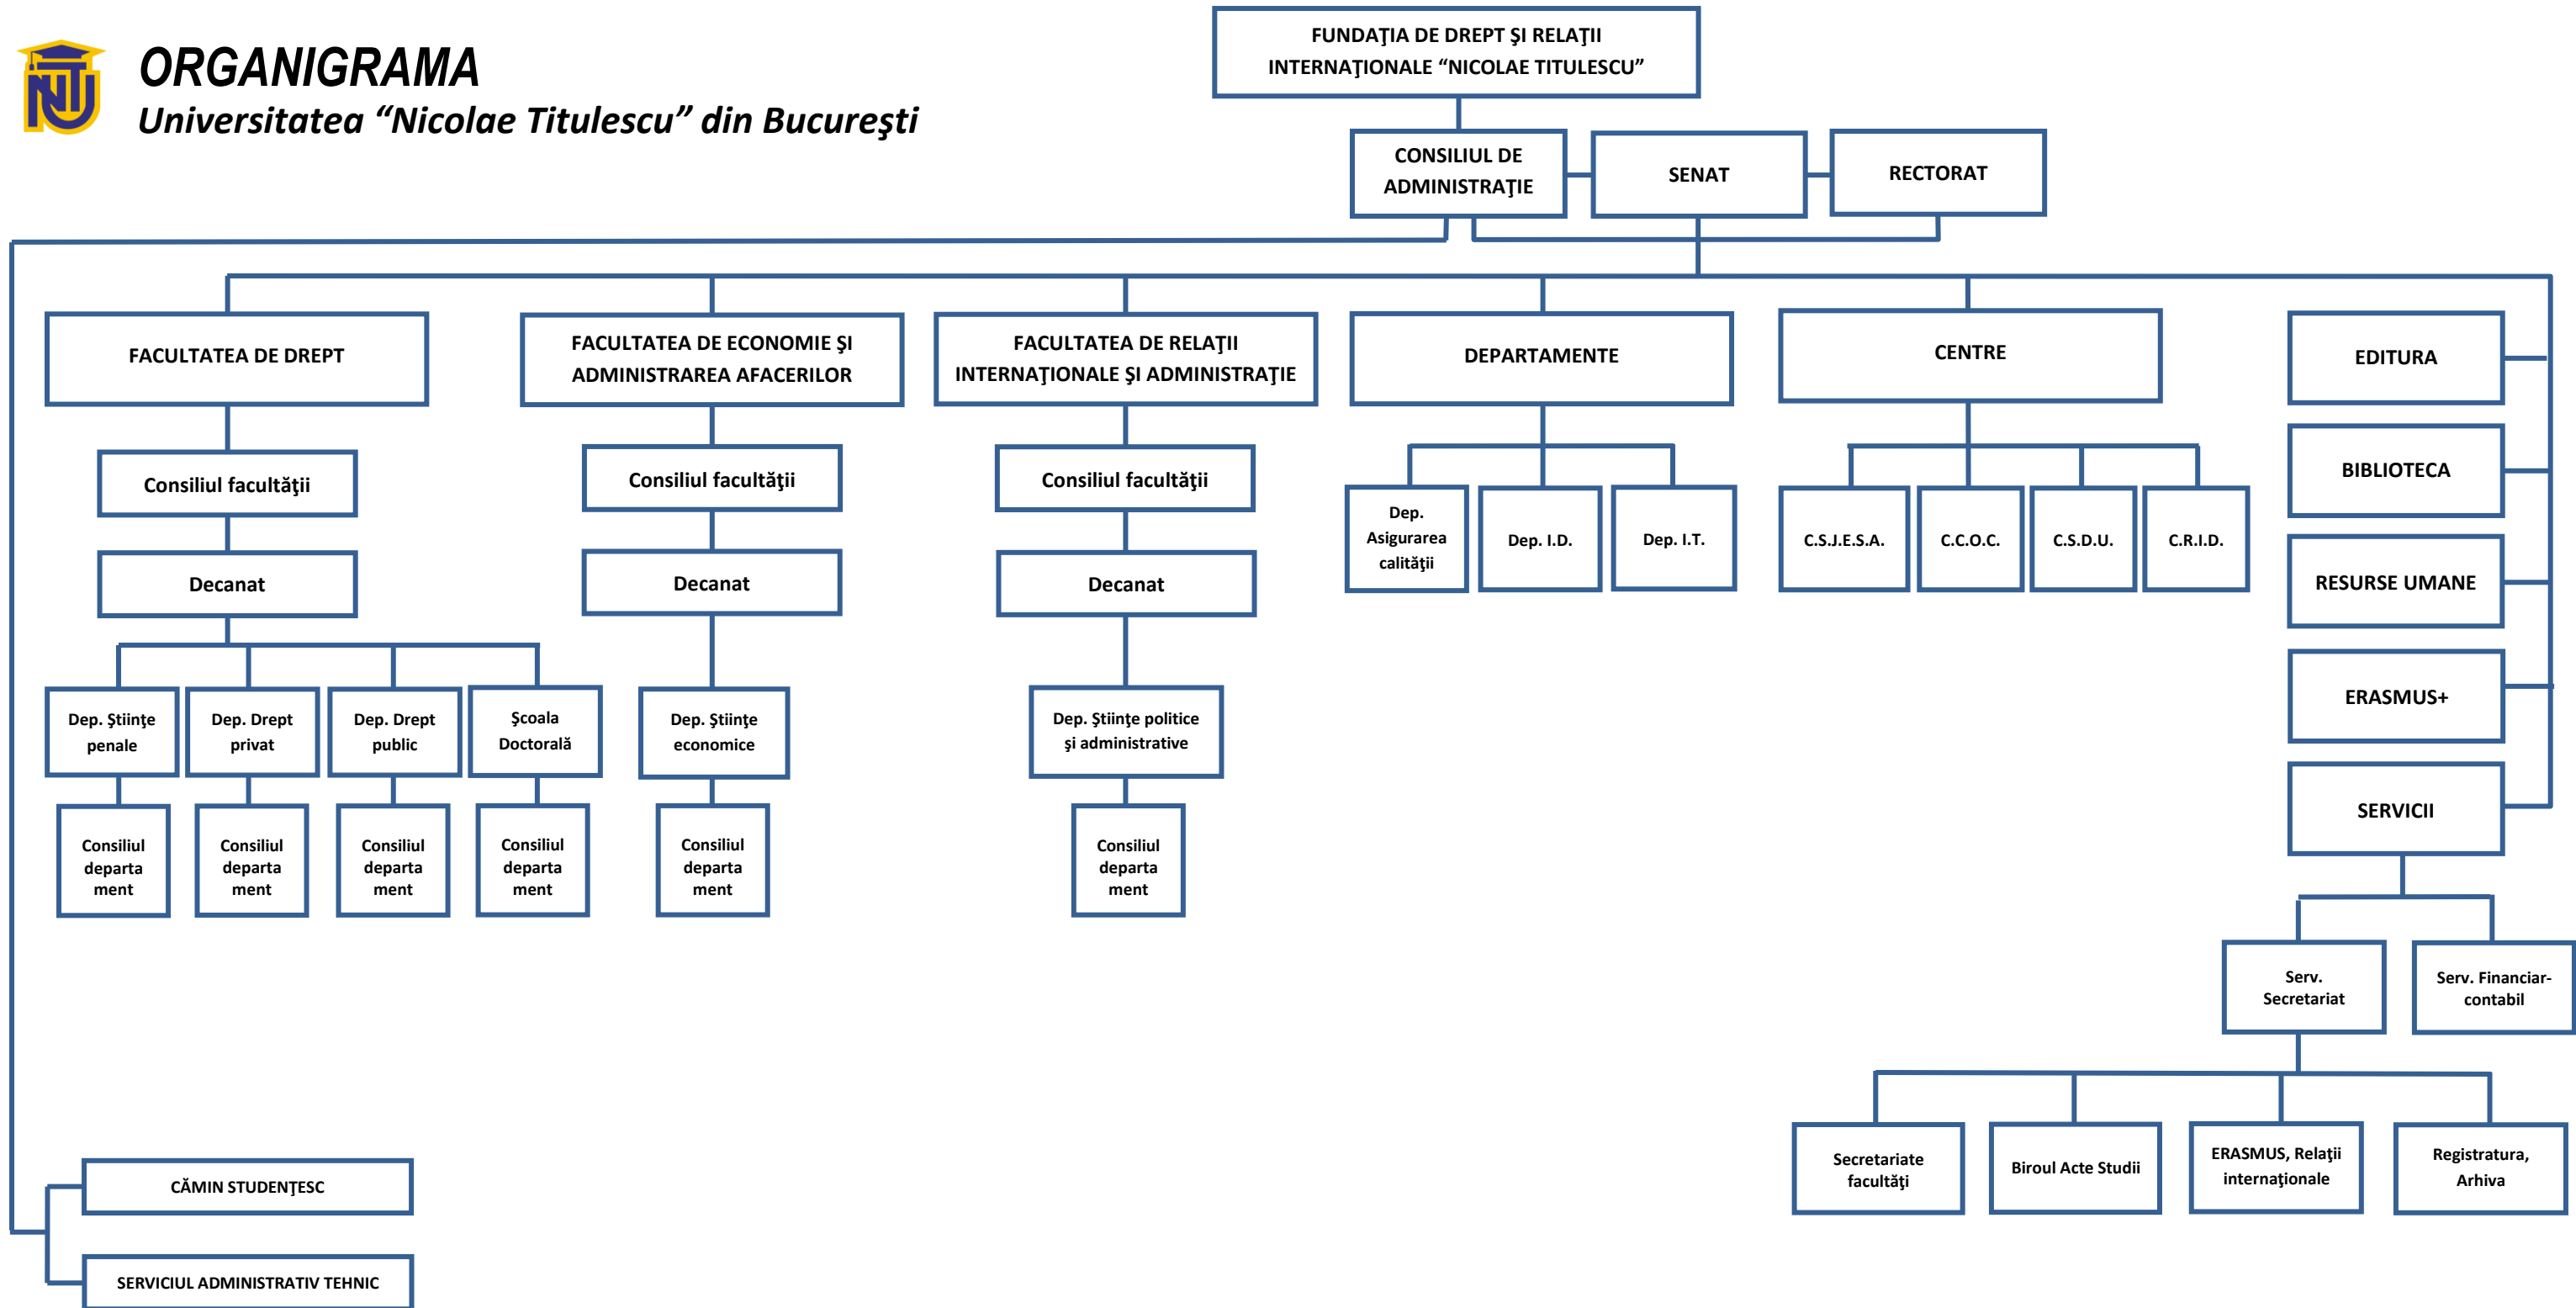 ORGANIGRAMA
Universitatea “Nicolae Titulescu” din Bucureşti
FUNDAŢIA DE DREPT ŞI RELAŢII
INTERNAŢIONALE “NICOLAE TITULESCU”
CONSILIUL DE
ADMINISTRAŢIE
SENAT
RECTORAT
FACULTATEA DE DREPT
FACULTATEA DE ECONOMIE ŞI
ADMINISTRAREA AFACERILOR
FACULTATEA DE RELAŢII
INTERNAŢIONALE ŞI ADMINISTRAŢIE
DEPARTAMENTE
CENTRE
EDITURA
BIBLIOTECA
RESURSE UMANE
ERASMUS+
SERVICII
Consiliul facultăţii
Consiliul facultăţii
Consiliul facultăţii
Decanat
Decanat
Decanat
Dep.
Asigurarea
calităţii
Dep. I.D.
Dep. I.T.
C.S.J.E.S.A.
C.C.O.C.
C.S.D.U.
C.R.I.D.
Dep. Ştiinţe
penale
Dep. Drept
privat
Dep. Drept
public
Şcoala
Doctorală
Dep. Ştiinţe
economice
Dep. Ştiinţe politice
şi administrative
Consiliul
departa
ment
Consiliul
departa
ment
Consiliul
departa
ment
Consiliul
departa
ment
Consiliul
departa
ment
Consiliul
departa
ment
Serv.
Secretariat
Serv. Financiar-
contabil
Secretariate
facultăţi
Biroul Acte Studii
ERASMUS, Relaţii
internaţionale
Registratura,
Arhiva
CĂMIN STUDENŢESC
SERVICIUL ADMINISTRATIV TEHNIC